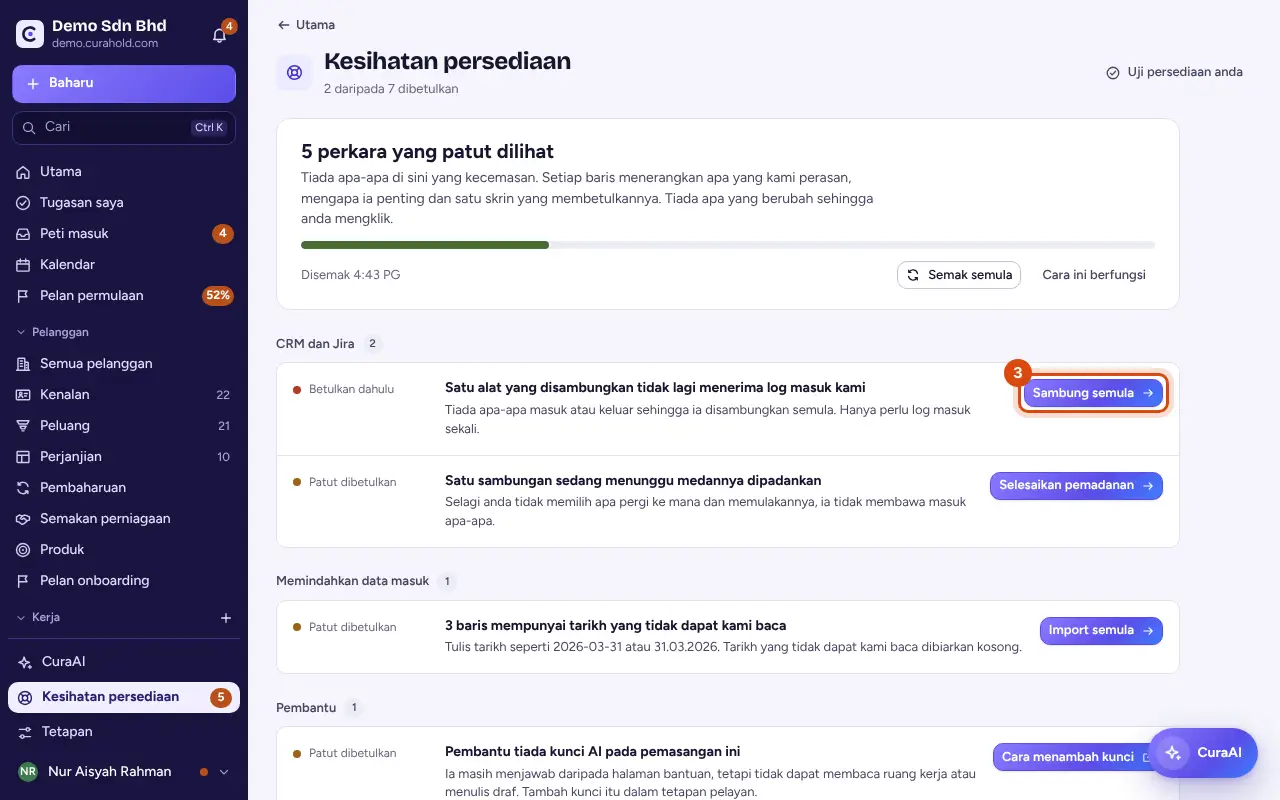 Demo Sdn Bhd
demo.curahold.com
4
Baharu
Cari
Ctrl K
Utama
Tugasan saya
Peti masuk
4
Kalendar
Pelan permulaan
52%
Pelanggan
Semua pelanggan
Kenalan
22
Peluang
21
Perjanjian
10
Pembaharuan
Semakan perniagaan
Produk
Pelan onboarding
Kerja
CuraAI
Kesihatan persediaan
5
Tetapan
NR
Nur Aisyah Rahman
Utama
Kesihatan persediaan
2 daripada 7 dibetulkan
Uji persediaan anda
5 perkara yang patut dilihat
Tiada apa-apa di sini yang kecemasan. Setiap baris menerangkan apa yang kami perasan,
mengapa ia penting dan satu skrin yang membetulkannya. Tiada apa yang berubah sehingga
anda mengklik.
Disemak 4:43 PG
Semak semula
Cara ini berfungsi
CRM dan Jira
2
Betulkan dahulu
Satu alat yang disambungkan tidak lagi menerima log masuk kami
Tiada apa-apa masuk atau keluar sehingga ia disambungkan semula. Hanya perlu log masuk
sekali.
3
Sambung semula
Patut dibetulkan
Satu sambungan sedang menunggu medannya dipadankan
Selagi anda tidak memilih apa pergi ke mana dan memulakannya, ia tidak membawa masuk
apa-apa.
Selesaikan pemadanan
Memindahkan data masuk
1
Patut dibetulkan
3 baris mempunyai tarikh yang tidak dapat kami baca
Tulis tarikh seperti 2026-03-31 atau 31.03.2026. Tarikh yang tidak dapat kami baca dibiarkan kosong.
Import semula
Pembantu
1
Patut dibetulkan
Pembantu tiada kunci AI pada pemasangan ini
Ia masih menjawab daripada halaman bantuan, tetapi tidak dapat membaca ruang kerja atau
menulis draf. Tambah kunci itu dalam tetapan pelayan.
Cara menambah kunci
CuraAI